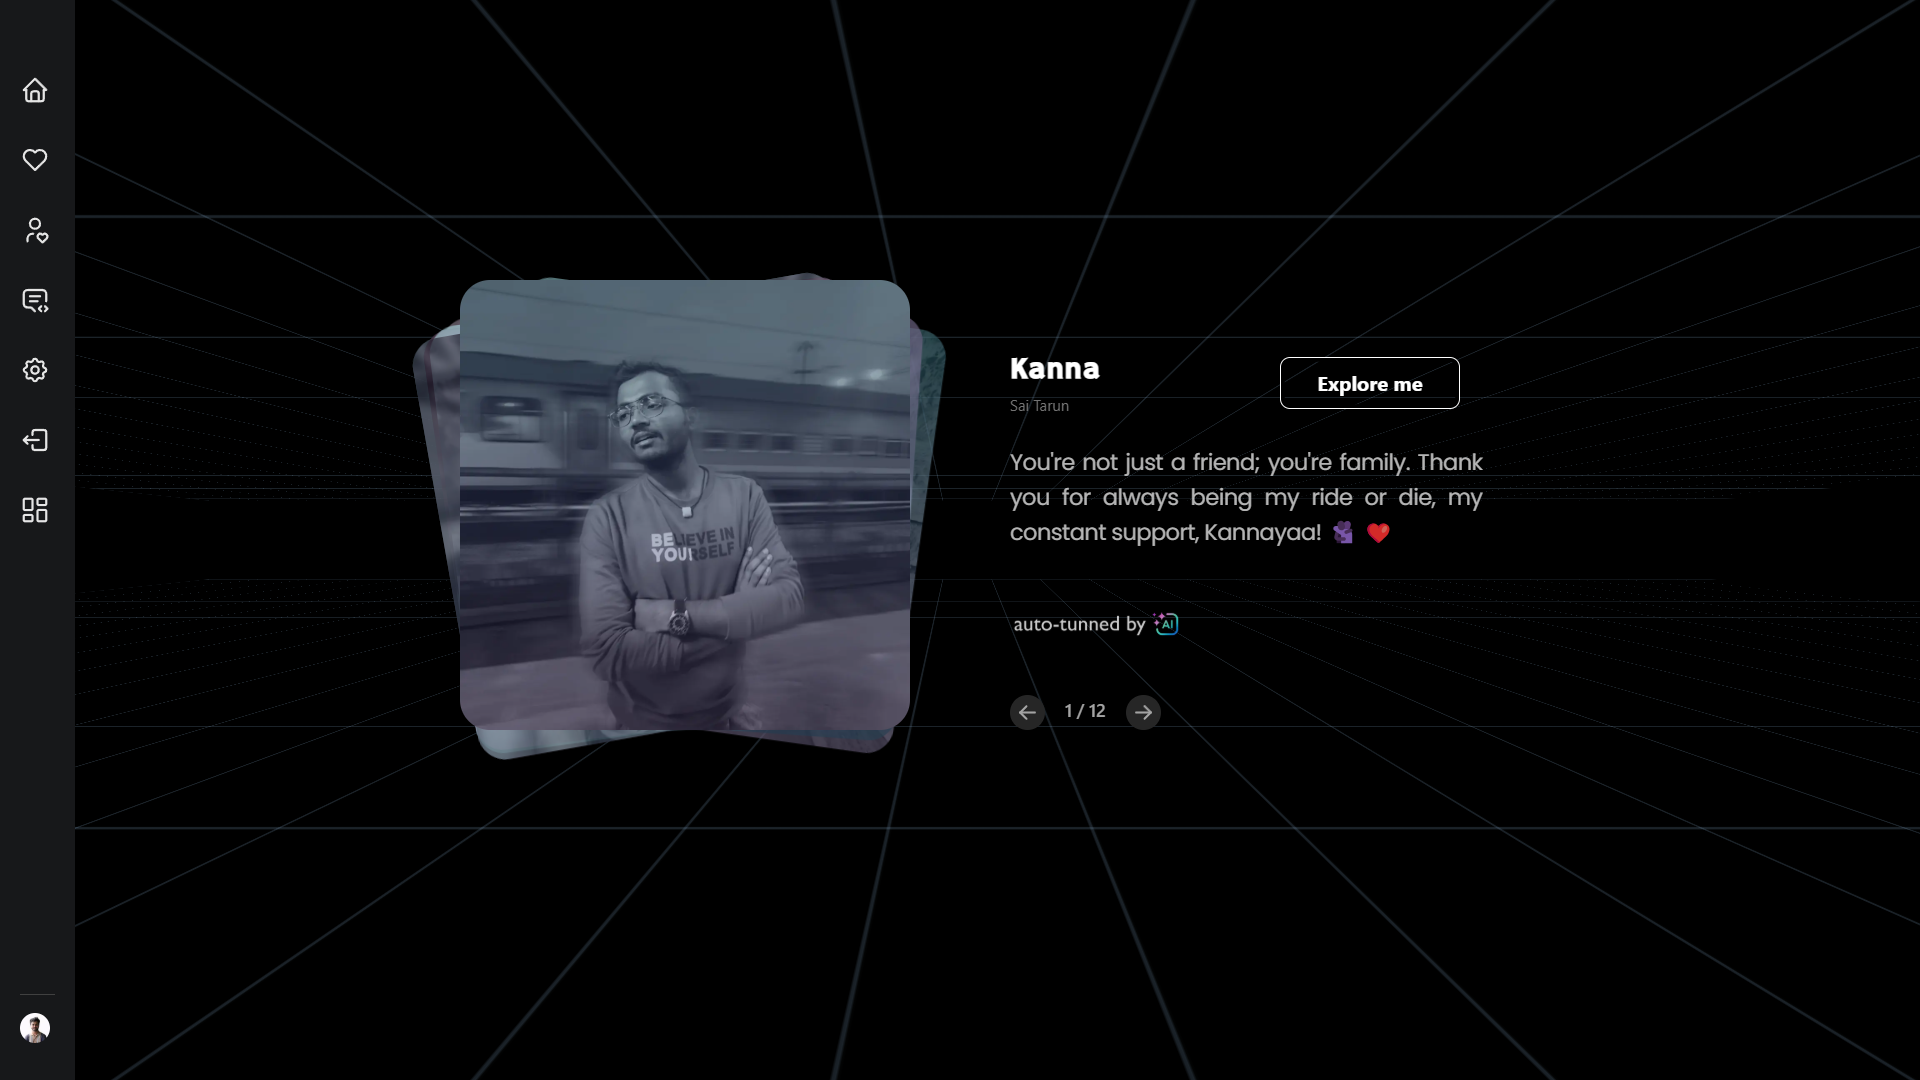 BELIEVE IN
YOURSELF
Kanna
Explore me
Sai Tarun
You're not just a friend; you're family. Thank
you for always being my ride or die, my
constant support, Kannayaa! 🫂 ❤️
auto-tunned by AI
1 / 12